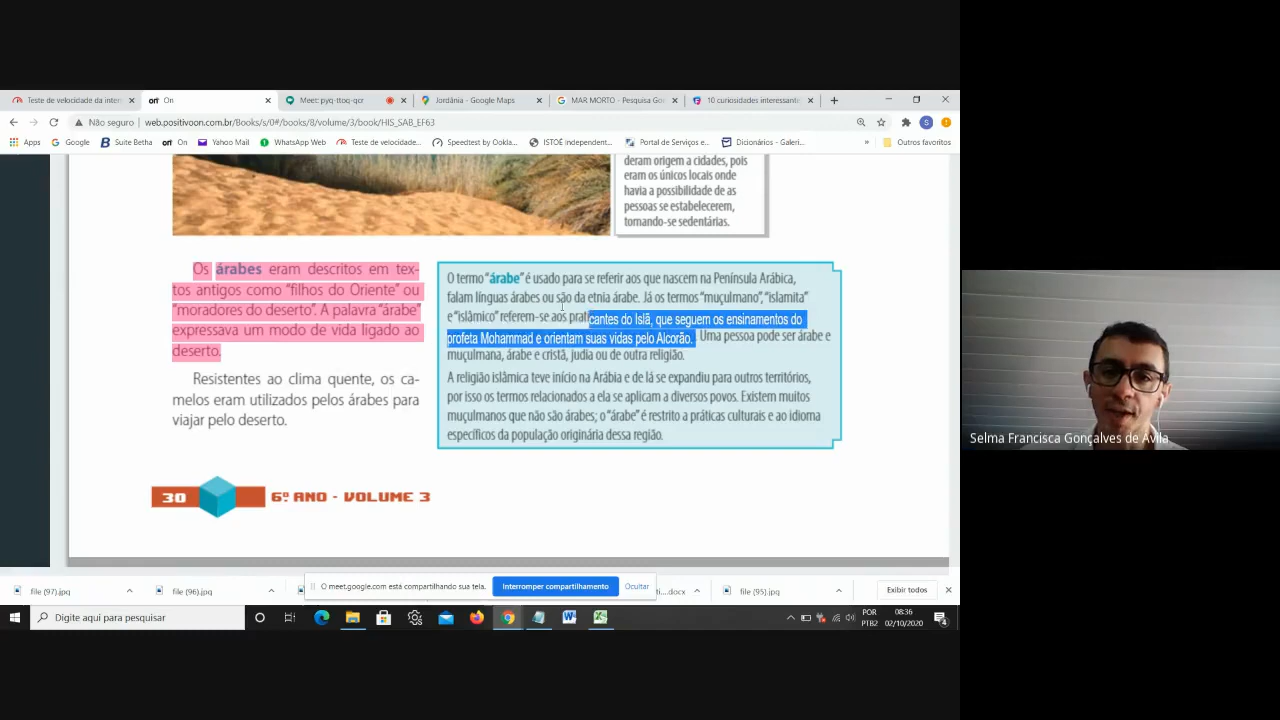 Teste de velocidade da inter
On
Meet: pyq-ttoq-qcr
Jordânia - Google Maps
MAR MORTO - Pesquisa Goo
10 curiosidades interessante
Não seguro
web.positivoon.com.br/Books/s/0#/books/8/volume/3/book/HIS_SAB_EF63
Apps
Google
Suite Betha
On
Yahoo Mail
WhatsApp Web
Teste de velocidade...
Speedtest by Ookla...
ISTOÉ Independent...
Portal de Serviços e...
Dicionários - Galeri...
Outros favoritos
deram origem a cidades, pois
eram os únicos locais onde
havia a possibilidade de as
pessoas se estabelecerem,
tornando-se sedentárias.
Os árabes eram descritos em tex-
tos antigos como "filhos do Oriente" ou
"moradores do deserto". A palavra "árabe"
expressava um modo de vida ligado ao
deserto.
Resistentes ao clima quente, os ca-
melos eram utilizados pelos árabes para
viajar pelo deserto.
O termo "árabe" é usado para se referir aos que nascem na Península Arábica,
falam línguas árabes ou são da etnia árabe. Já os termos "muçulmano", "islamita"
e "islâmico" referem-se aos praticantes do Islã, que seguem os ensinamentos do
profeta Mohammad e orientam suas vidas pelo Alcorão. Uma pessoa pode ser árabe e
muçulmana, árabe e cristã, judia ou de outra religião.
A religião islâmica teve início na Arábia e de lá se expandiu para outros territórios,
por isso os termos relacionados a ela se aplicam a diversos povos. Existem muitos
muçulmanos que não são árabes; o "árabe" é restrito a práticas culturais e ao idioma
específicos da população originária dessa região.
30
6º ANO - VOLUME 3
Selma Francisca Gonçalves de Ávila
file (97).jpg
file (96).jpg
O meet.google.com está compartilhando sua tela.
Interromper compartilhamento
Ocultar
ti....docx
file (95).jpg
Exibir todos
Digite aqui para pesquisar
POR
PTB2
08:36
02/10/2020
4